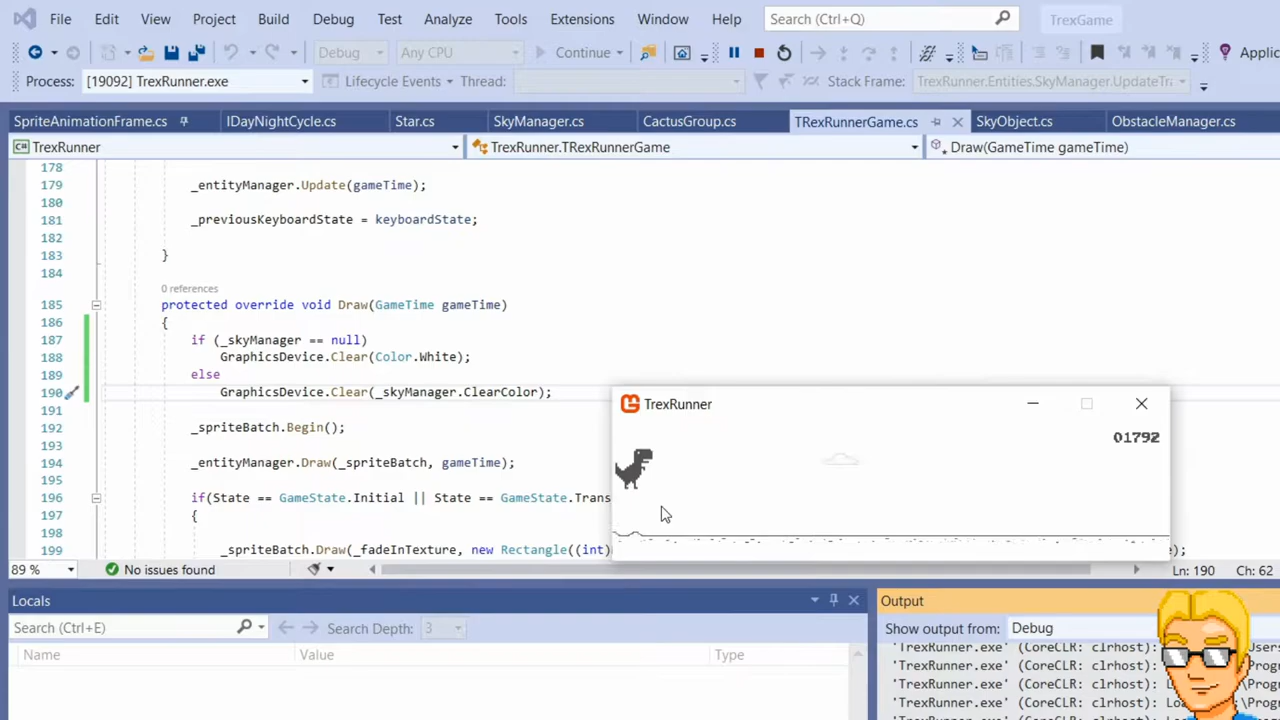 File Edit View Project Build Debug Test Analyze Tools Extensions Window Help Search (Ctrl+Q) TrexGame
Debug Any CPU Continue Applic
Process: [19092] TrexRunner.exe Lifecycle Events Thread: Stack Frame: TrexRunner.Entities.SkyManager.UpdateTra
SpriteAnimationFrame.cs IDayNightCycle.cs Star.cs SkyManager.cs CactusGroup.cs TRexRunnerGame.cs SkyObject.cs ObstacleManager.cs
TrexRunner TrexRunner.TRexRunnerGame Draw(GameTime gameTime)
178
179 _entityManager.Update(gameTime);
180
181 _previousKeyboardState = keyboardState;
182
183 }
184
0 references
185 protected override void Draw(GameTime gameTime)
186 {
187 if (_skyManager == null)
188 GraphicsDevice.Clear(Color.White);
189 else
190 GraphicsDevice.Clear(_skyManager.ClearColor);
191
192 _spriteBatch.Begin();
193
194 _entityManager.Draw(_spriteBatch, gameTime);
195
196 if(State == GameState.Initial || State == GameState.Trans
197 {
198
199 _spriteBatch.Draw(_fadeInTexture, new Rectangle((int) );
TrexRunner
01792
89 % No issues found Ln: 190 Ch: 62
Locals
Search (Ctrl+E) Search Depth: 3
Name Value Type
Output
Show output from: Debug
'TrexRunner.exe' (CoreCLR: clrhost): Users
'TrexRunner.exe' (CoreCLR: clrhost): \Prog
'TrexRunner.exe' (CoreCLR: clrhost): L \Prog
'TrexRunner.exe' (CoreCLR: clrhost): Loa \Prog